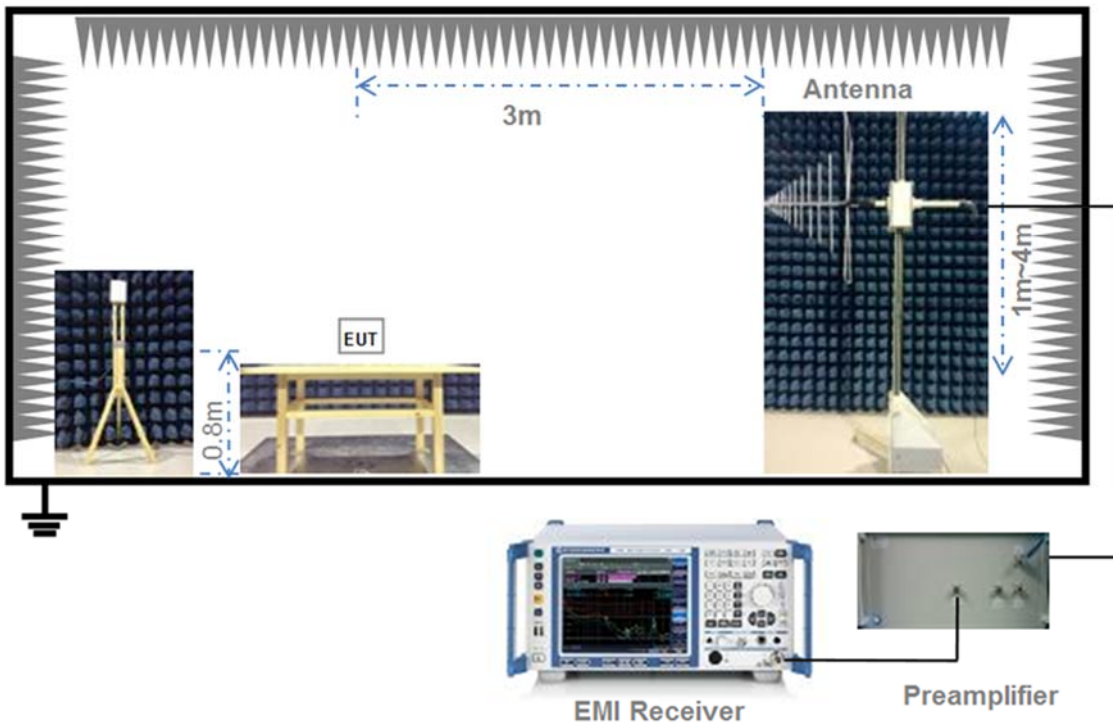 Antenna
3m
1m~4m
EUT
0.8m
EMI Receiver
Preamplifier